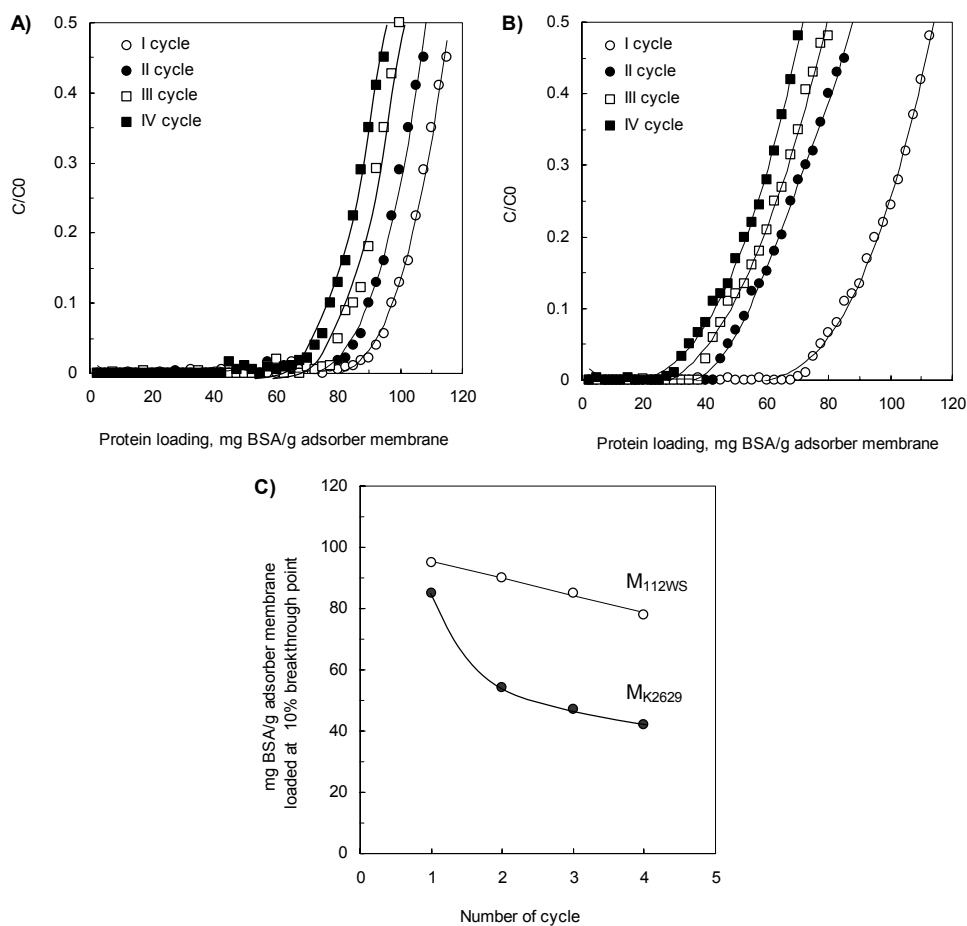 A)
0.5
0.4
0.3
0.2
0.1
0
C/C0
I cycle
II cycle
III cycle
IV cycle
0 20 40 60 80 100 120
Protein loading, mg BSA/g adsorber membrane
B)
0.5
0.4
0.3
0.2
0.1
0
C/C0
I cycle
II cycle
III cycle
IV cycle
0 20 40 60 80 100 120
Protein loading, mg BSA/g adsorber membrane
C)
120
100
80
60
40
20
0
mg BSA/g adsorber membrane
loaded at 10% breakthrough point
M112WS
MK2629
0 1 2 3 4 5
Number of cycle